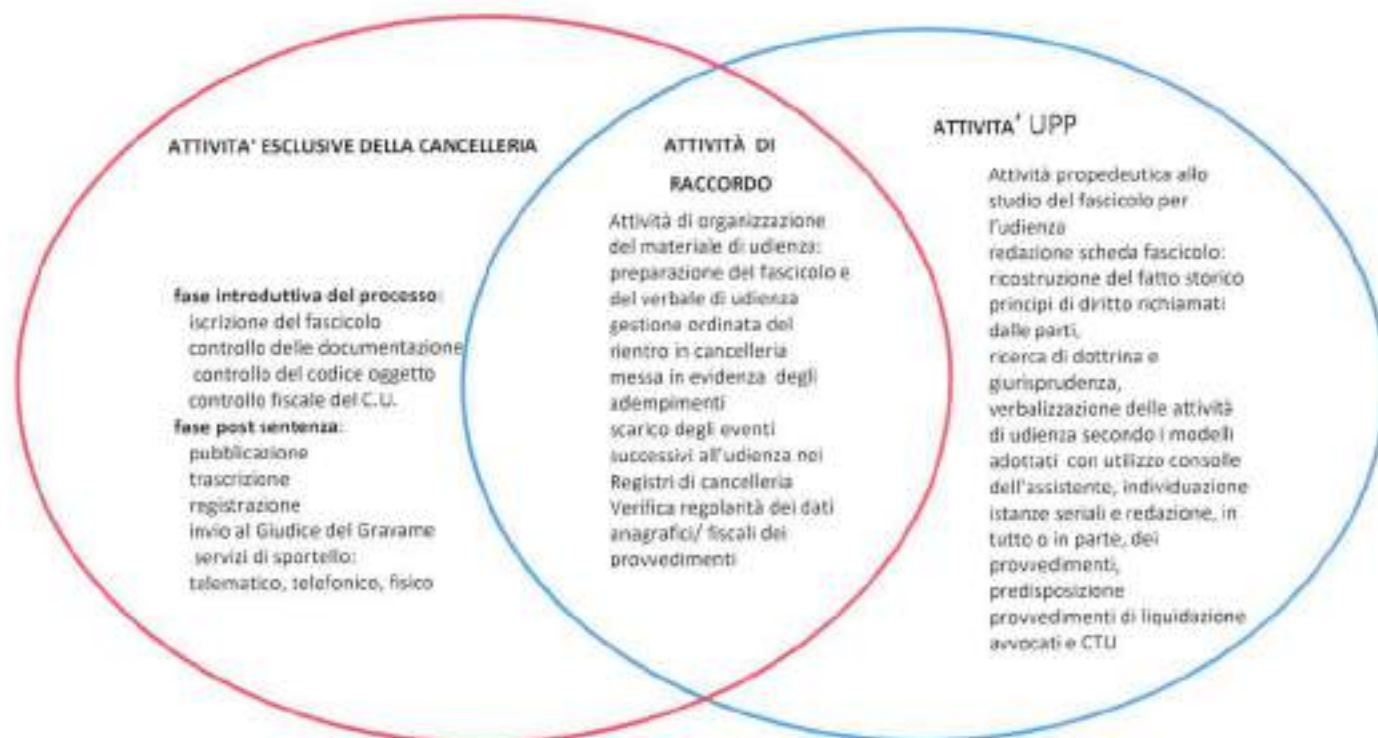 ATTIVITA' ESCLUSIVE DELLA CANCELLERIA
fase introduttiva del processo:
iscrizione del fascicolo
controllo delle documentazione
controllo del codice oggetto
controllo fiscale del C.U.
fase post sentenza:
pubblicazione
trascrizione
registrazione
invio al Giudice del Gravame
servizi di sportello:
telematico, telefonico, fisico
ATTIVITÀ DI
RACCORDO
Attività di organizzazione
del materiale di udienza:
preparazione del fascicolo e
del verbale di udienza
gestione ordinata del
rientro in cancelleria
messa in evidenza degli
adempimenti
scarico degli eventi
successivi all'udienza nei
Registri di cancelleria
Verifica regolarità dei dati
anagrafici/ fiscali dei
provvedimenti
ATTIVITA' UPP
Attività propedeutica allo
studio del fascicolo per
l'udienza
redazione scheda fascicolo:
ricostruzione del fatto storico
principi di diritto richiamati
dalle parti,
ricerca di dottrina e
giurisprudenza,
verbalizzazione delle attività
di udienza secondo i modelli
adottati con utilizzo consolle
dell'assistente, individuazione
istanze seriali e redazione, in
tutto o in parte, dei
provvedimenti,
predisposizione
provvedimenti di liquidazione
avvocati e CTU